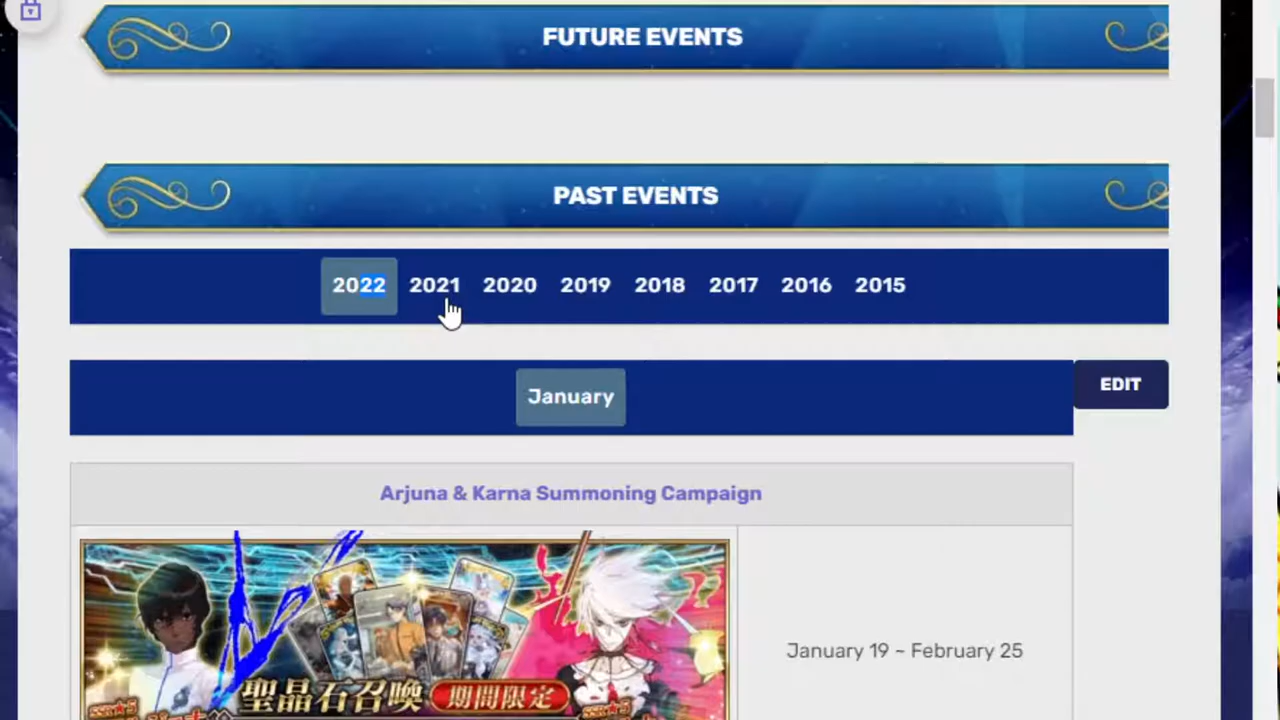 FUTURE EVENTS
PAST EVENTS
2022 2021 2020 2019 2018 2017 2016 2015
January
EDIT
Arjuna & Karna Summoning Campaign
聖晶石召喚 期間限定
January 19 ~ February 25